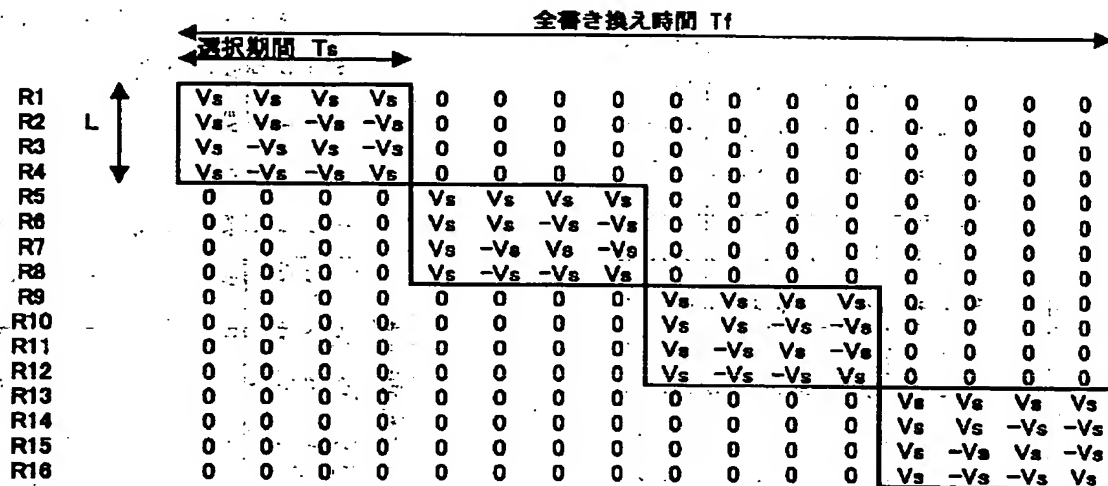 全書き換え時間 Tf
選択期間 Ts
L
R1 Vs Vs Vs Vs 0 0 0 0 0 0 0 0 0 0 0 0
R2 Vs Vs -Vs -Vs 0 0 0 0 0 0 0 0 0 0 0 0
R3 Vs -Vs Vs -Vs 0 0 0 0 0 0 0 0 0 0 0 0
R4 Vs -Vs -Vs Vs 0 0 0 0 0 0 0 0 0 0 0 0
R5 0 0 0 0 Vs Vs Vs Vs 0 0 0 0 0 0 0 0
R6 0 0 0 0 Vs Vs -Vs -Vs 0 0 0 0 0 0 0 0
R7 0 0 0 0 Vs -Vs Vs -Vs 0 0 0 0 0 0 0 0
R8 0 0 0 0 Vs -Vs -Vs Vs 0 0 0 0 0 0 0 0
R9 0 0 0 0 0 0 0 0 Vs Vs Vs Vs 0 0 0 0
R10 0 0 0 0 0 0 0 0 Vs Vs -Vs -Vs 0 0 0 0
R11 0 0 0 0 0 0 0 0 Vs -Vs Vs -Vs 0 0 0 0
R12 0 0 0 0 0 0 0 0 Vs -Vs -Vs Vs 0 0 0 0
R13 0 0 0 0 0 0 0 0 0 0 0 0 Vs Vs Vs Vs
R14 0 0 0 0 0 0 0 0 0 0 0 0 Vs Vs -Vs -Vs
R15 0 0 0 0 0 0 0 0 0 0 0 0 Vs -Vs Vs -Vs
R16 0 0 0 0 0 0 0 0 0 0 0 0 Vs -Vs -Vs Vs